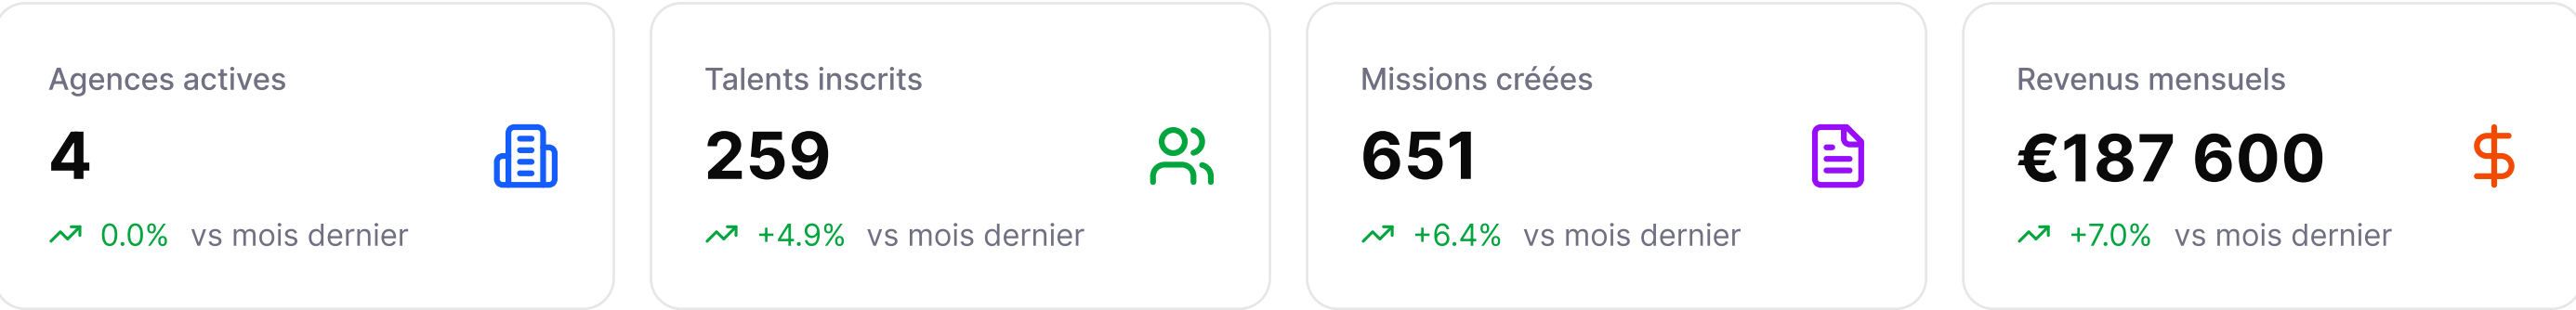 Agences actives
4
0.0% vs mois dernier
Talents inscrits
259
+4.9% vs mois dernier
Missions créées
651
+6.4% vs mois dernier
Revenus mensuels
€187 600
+7.0% vs mois dernier